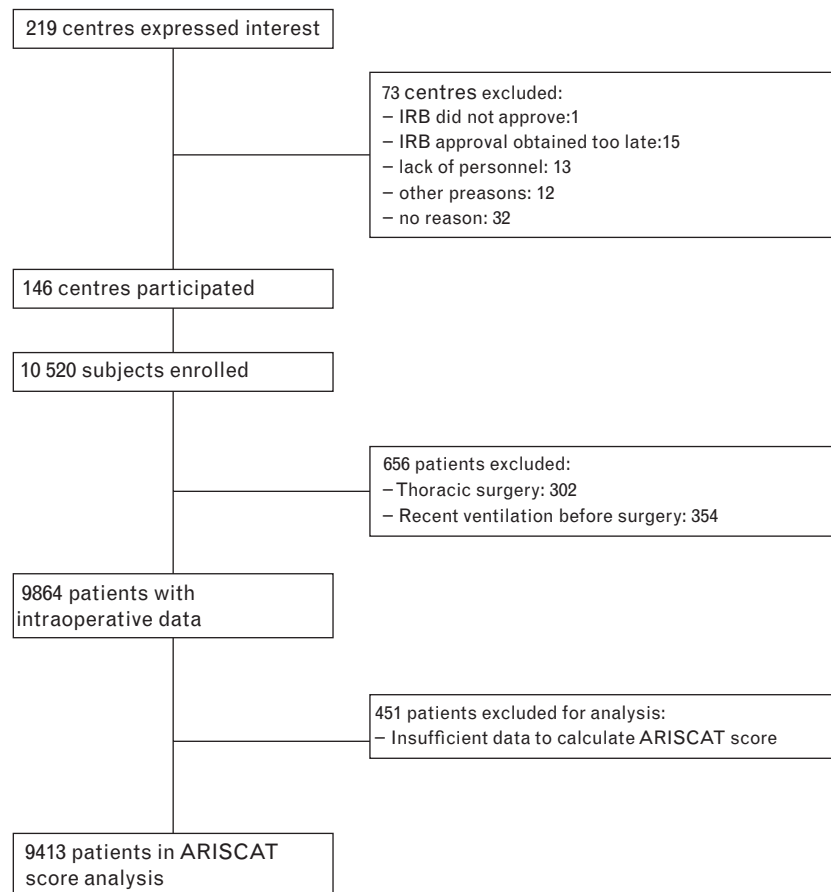 219 centres expressed interest
73 centres excluded:
– IRB did not approve:1
– IRB approval obtained too late:15
– lack of personnel: 13
– other preasons: 12
– no reason: 32
146 centres participated
10 520 subjects enrolled
656 patients excluded:
– Thoracic surgery: 302
– Recent ventilation before surgery: 354
9864 patients with
intraoperative data
451 patients excluded for analysis:
– Insufficient data to calculate ARISCAT score
9413 patients in ARISCAT
score analysis